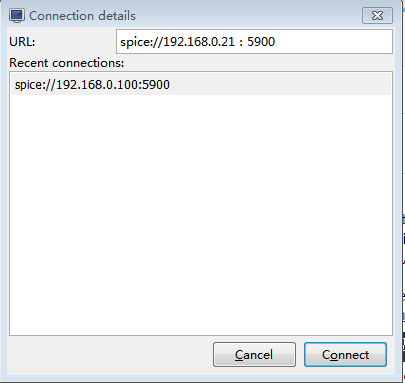 Connection details
URL: spice://192.168.0.21 : 5900
Recent connections:
spice://192.168.0.100:5900
Cancel Connect